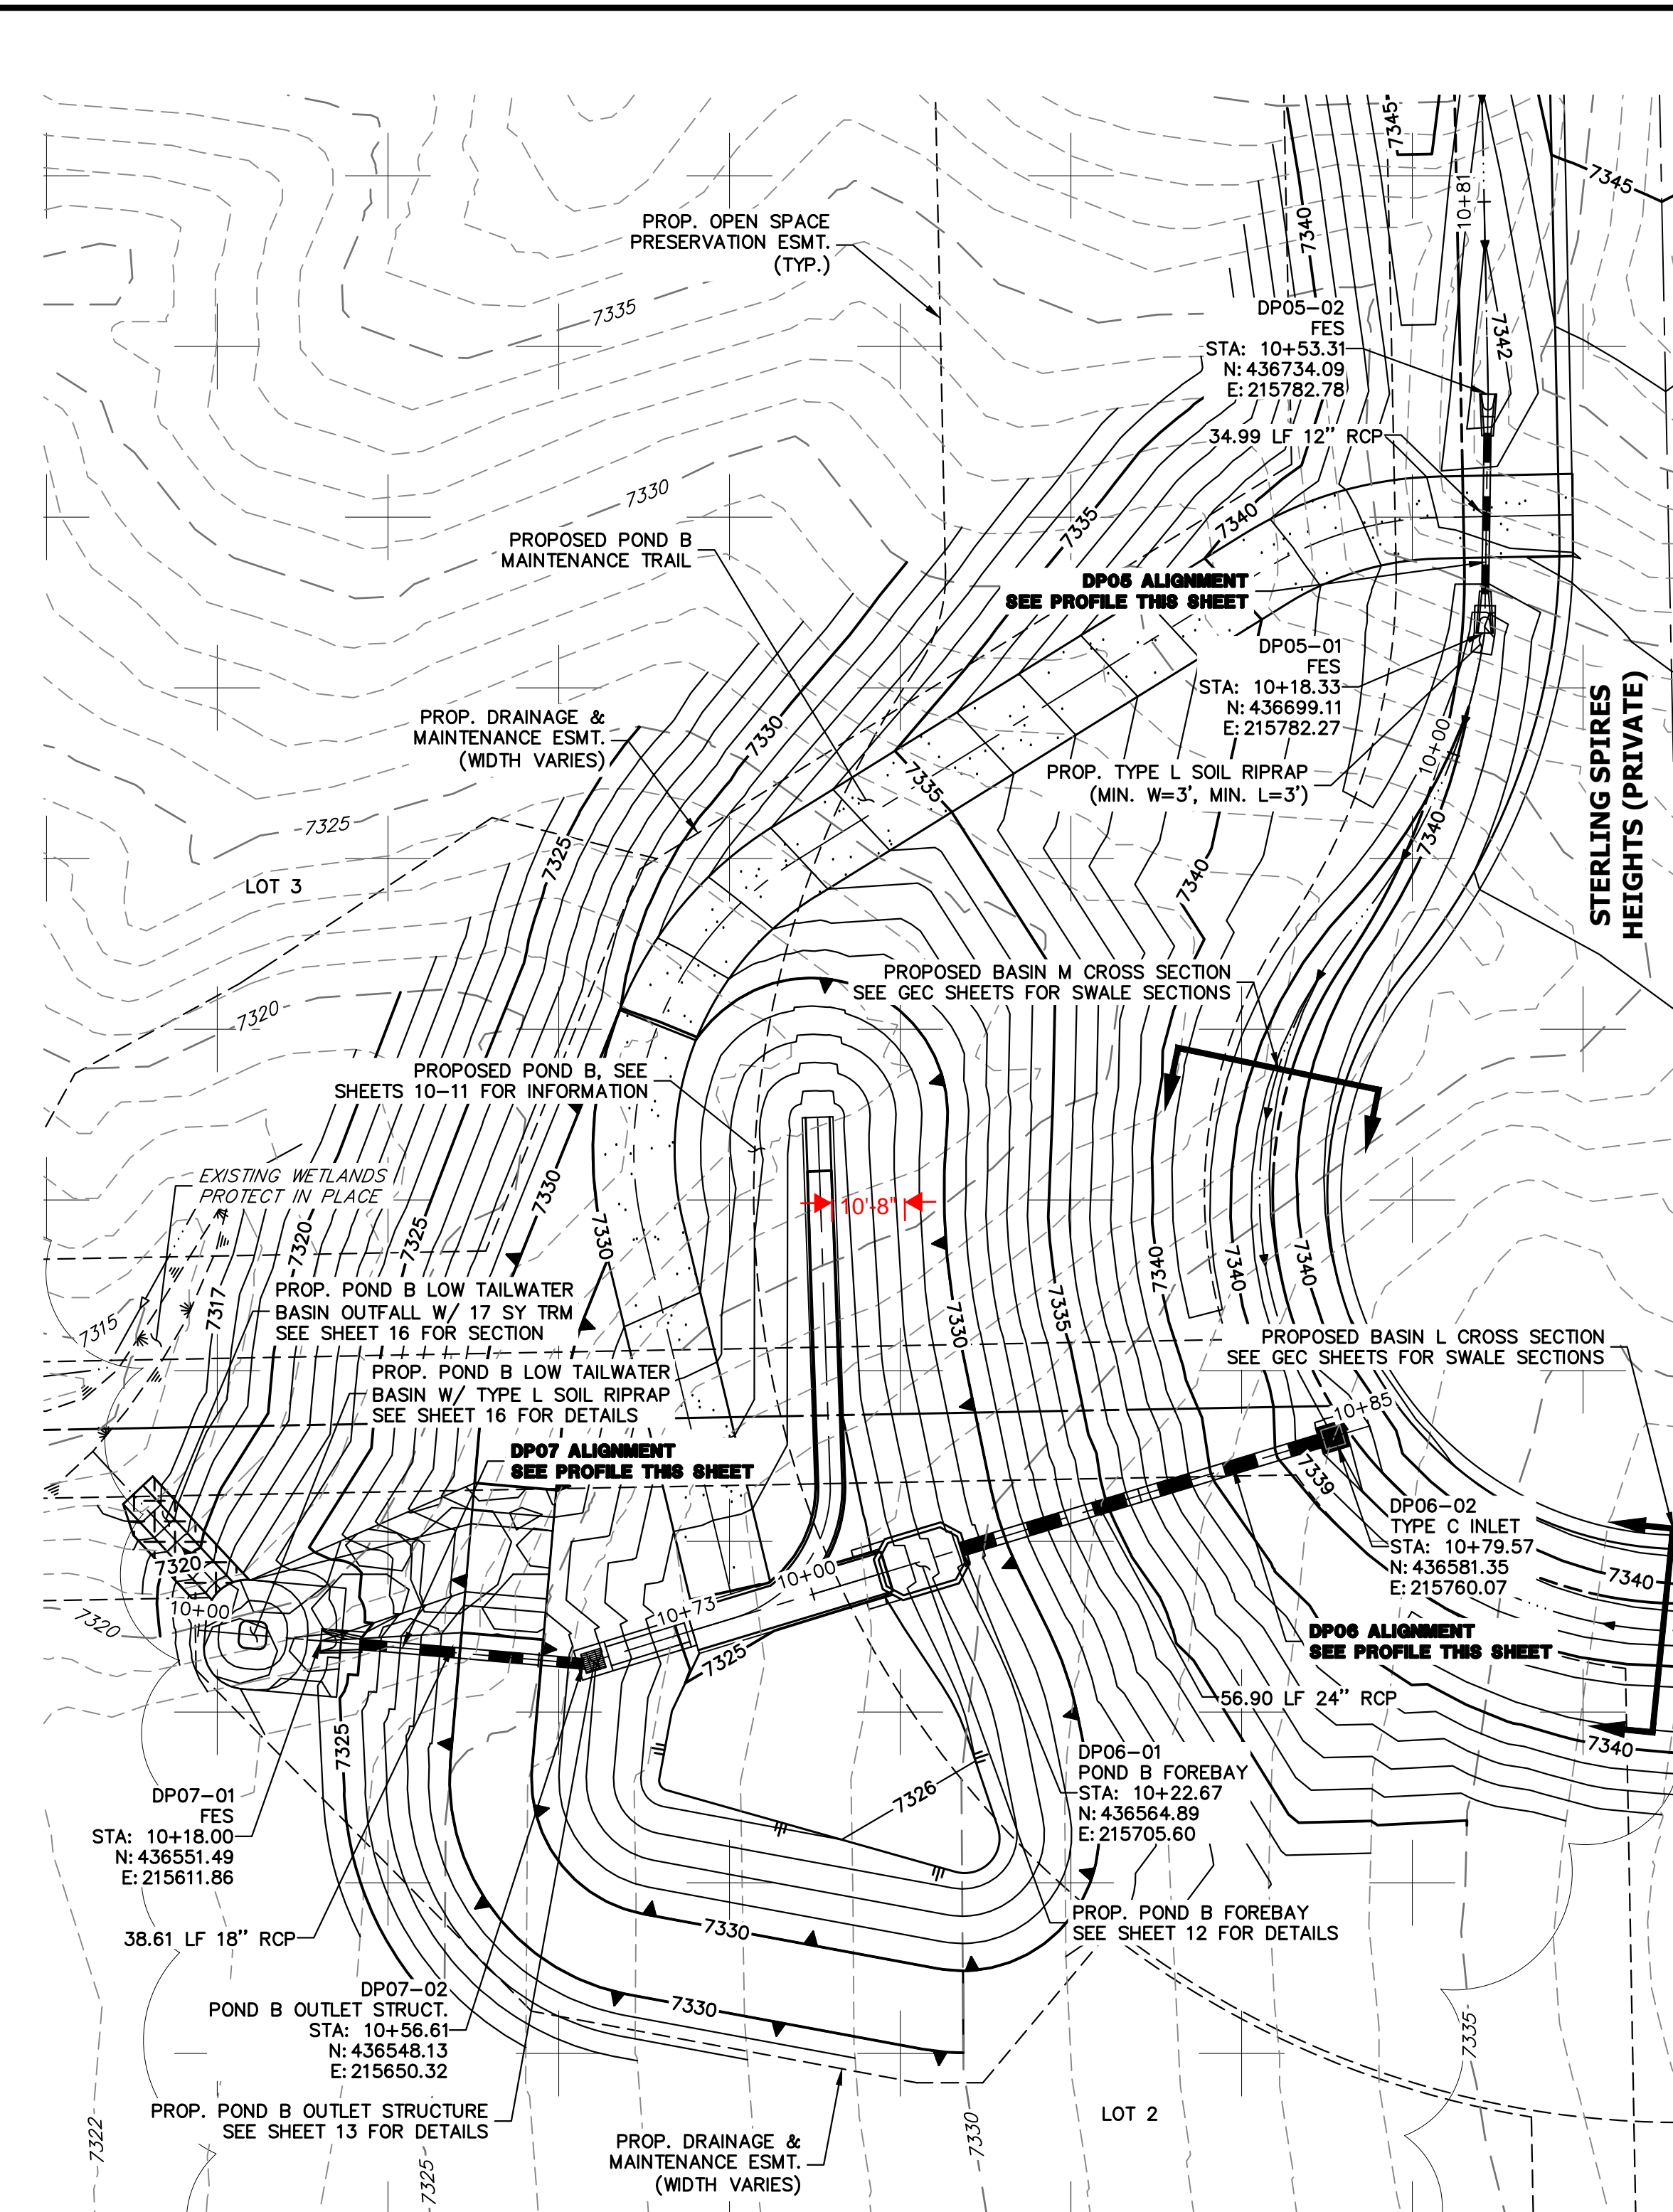 7345
7345
10+81
7340
PROP. OPEN SPACE
PRESERVATION ESMT.
(TYP.)
7335
DP05-02
FES
STA: 10+53.31
N: 436734.09
E: 215782.78
7342
34.99 LF 12" RCP
7330
7335
7340
PROPOSED POND B
MAINTENANCE TRAIL
DP05 ALIGNMENT
SEE PROFILE THIS SHEET
DP05-01
FES
STA: 10+18.33
N: 436699.11
E: 215782.27
STERLING SPIRES
HEIGHTS (PRIVATE)
PROP. DRAINAGE &
MAINTENANCE ESMT.
(WIDTH VARIES)
7330
10+00
7335
PROP. TYPE L SOIL RIPRAP
(MIN. W=3', MIN. L=3')
7325
7325
7340
7340
LOT 3
PROPOSED BASIN M CROSS SECTION
SEE GEC SHEETS FOR SWALE SECTIONS
7320
PROPOSED POND B, SEE
SHEETS 10-11 FOR INFORMATION
EXISTING WETLANDS
PROTECT IN PLACE
7330
10'-8"
7320
7325
7330
7340
7340
7340
PROP. POND B LOW TAILWATER
BASIN OUTFALL W/ 17 SY TRM
SEE SHEET 16 FOR SECTION
7317
7315
7330
7335
PROPOSED BASIN L CROSS SECTION
SEE GEC SHEETS FOR SWALE SECTIONS
PROP. POND B LOW TAILWATER
BASIN W/ TYPE L SOIL RIPRAP
SEE SHEET 16 FOR DETAILS
10+85
DP07 ALIGNMENT
SEE PROFILE THIS SHEET
7339
DP06-02
TYPE C INLET
STA: 10+79.57
N: 436581.35
E: 215760.07
7320
10+00
7340
10+00
10+73
7320
DP06 ALIGNMENT
SEE PROFILE THIS SHEET
7325
56.90 LF 24" RCP
7325
7340
DP06-01
POND B FOREBAY
STA: 10+22.67
N: 436564.89
E: 215705.60
7326
DP07-01
FES
STA: 10+18.00
N: 436551.49
E: 215611.86
PROP. POND B FOREBAY
SEE SHEET 12 FOR DETAILS
7330
38.61 LF 18" RCP
DP07-02
POND B OUTLET STRUCT.
STA: 10+56.61
N: 436548.13
E: 215650.32
7330
7335
PROP. POND B OUTLET STRUCTURE
SEE SHEET 13 FOR DETAILS
LOT 2
7322
7325
7330
PROP. DRAINAGE &
MAINTENANCE ESMT.
(WIDTH VARIES)